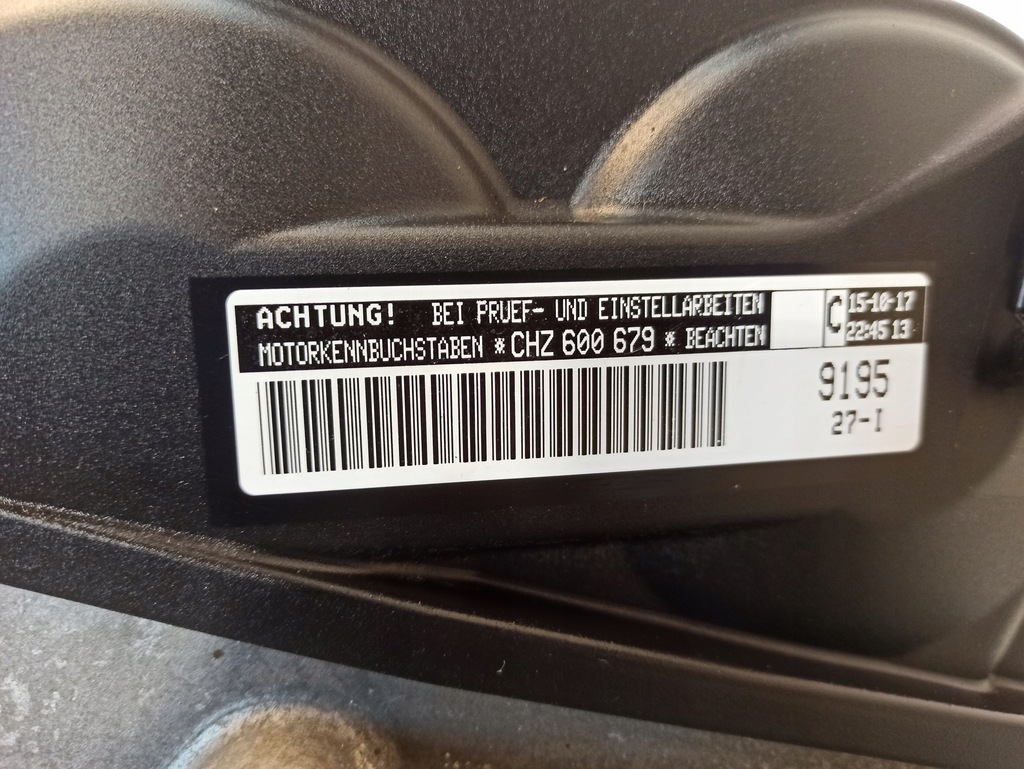 ACHTUNG! BEI PRUEF- UND EINSTELLARBEITEN
MOTORKENNBUCHSTABEN *CHZ 600 679 * BEACHTEN
C
15-10-17
22:45 13
9195
27-I